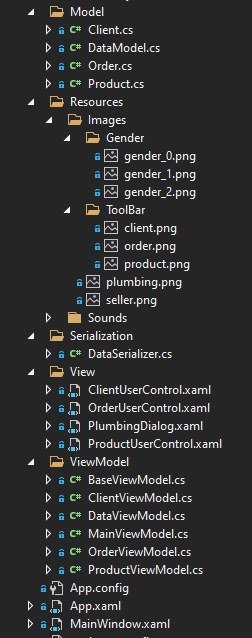 Model
C# Client.cs
C# DataModel.cs
C# Order.cs
C# Product.cs
Resources
Images
Gender
gender_0.png
gender_1.png
gender_2.png
ToolBar
client.png
order.png
product.png
plumbing.png
seller.png
Sounds
Serialization
C# DataSerializer.cs
View
ClientUserControl.xaml
OrderUserControl.xaml
PlumbingDialog.xaml
ProductUserControl.xaml
ViewModel
C# BaseViewModel.cs
C# ClientViewModel.cs
C# DataViewModel.cs
C# MainViewModel.cs
C# OrderViewModel.cs
C# ProductViewModel.cs
App.config
App.xaml
MainWindow.xaml